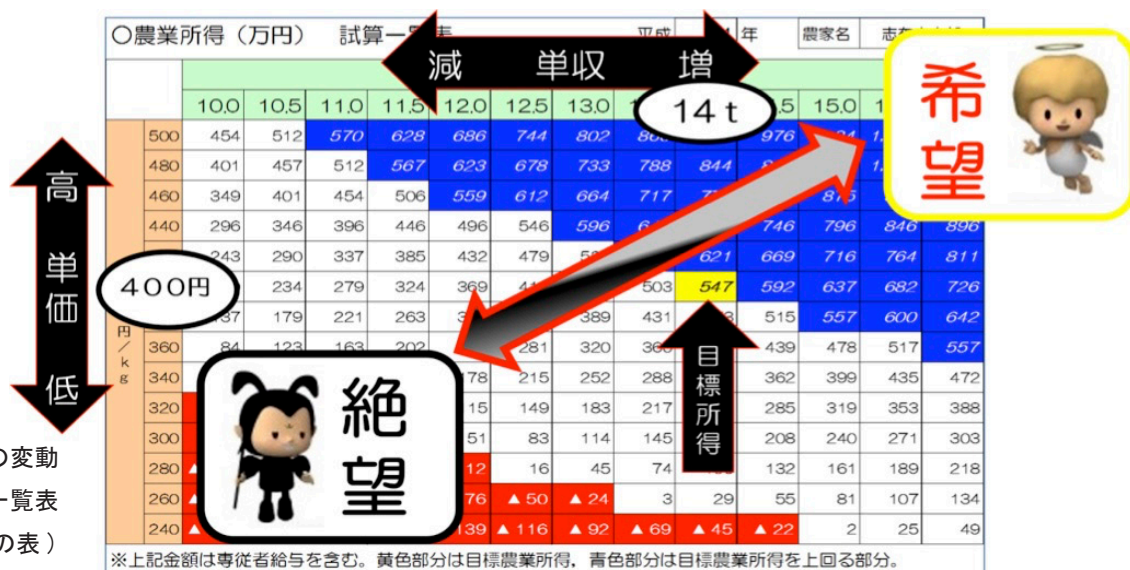 ○農業所得（万円） 試算一 平成 年 農家名
減 単収 増
10.0 10.5 11.0 11.5 12.0 12.5 13.0 14t 15.0
500 454 512 570 628 686 744 802 976
480 401 457 512 567 623 678 733 788 844
460 349 401 454 506 559 612 664 717
440 296 346 396 446 496 546 596 746 796 846 896
243 290 337 385 432 479 621 669 716 764 811
400円 234 279 324 369 503 547 592 637 682 726
179 221 263 389 431 515 557 600 642
360 84 123 163 202 281 320 439 478 517 557
340 178 215 252 288 362 399 435 472
320 149 183 217 285 319 353 388
300 51 83 114 145 208 240 271 303
280 ▲ 12 16 45 74 132 161 189 218
260 ▲ 76 ▲ 50 ▲ 24 3 29 55 81 107 134
240 ▲ 139 ▲ 116 ▲ 92 ▲ 69 ▲ 45 ▲ 22 2 25 49
円/kg
高 単価 低
希望
絶望
目標所得
の変動
一覧表
の表）
※上記金額は専従者給与を含む。黄色部分は目標農業所得，青色部分は目標農業所得を上回る部分。